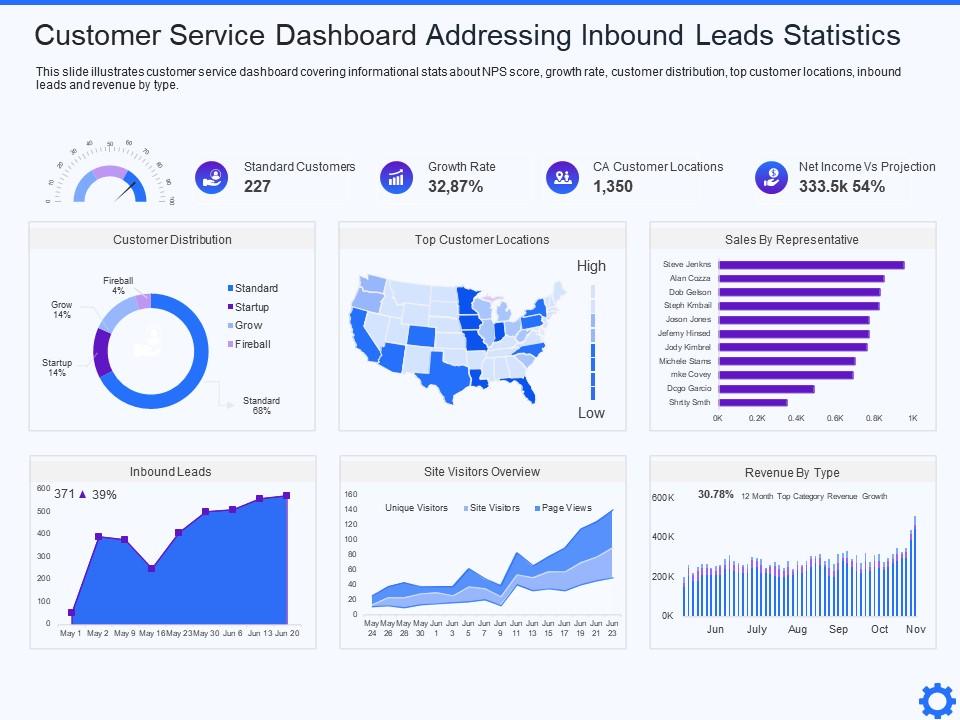 Customer Service Dashboard Addressing Inbound Leads Statistics
This slide illustrates customer service dashboard covering informational stats about NPS score, growth rate, customer distribution, top customer locations, inbound
leads and revenue by type.
0 10 20 30 40 50 60 70 80 90 100
Standard Customers
227
Growth Rate
32,87%
CA Customer Locations
1,350
Net Income Vs Projection
333.5k 54%
Customer Distribution
Fireball
4%
Grow
14%
Startup
14%
Standard
68%
Standard
Startup
Grow
Fireball
Top Customer Locations
High
Low
Sales By Representative
Steve Jenkns
Alan Cozza
Dob Gelson
Steph Kmbail
Joson Jones
Jefemy Hinsed
Jody Kimbrel
Michele Stams
mke Covey
Dcgo Garcio
Shrtty Smth
0K 0.2K 0.4K 0.6K 0.8K 1K
Inbound Leads
371 ▲ 39%
600
500
400
300
200
100
0
May 1 May 2 May 9 May 16 May 23 May 30 Jun 6 Jun 13 Jun 20
Site Visitors Overview
Unique Visitors Site Visitors Page Views
160
140
120
100
80
60
40
20
0
May May May May Jun Jun Jun Jun Jun Jun Jun Jun Jun Jun
24 26 28 30 1 3 5 7 9 11 13 15 17 19 21 23
Revenue By Type
30.78% 12 Month Top Category Revenue Growth
600K
400K
200K
0K
Jun July Aug Sep Oct Nov